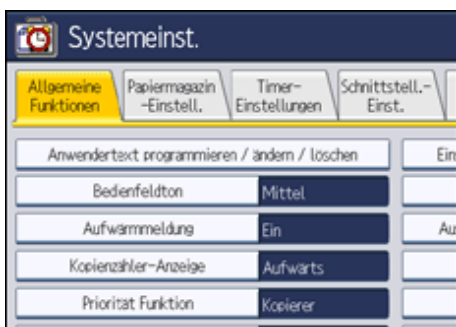 Systemeinst.
Allgemeine
Funktionen
Papiermagazin
-Einstell.
Timer-
Einstellungen
Schnittstell.-
Einst.
Anwendertext programmieren / ändern / löschen
Bedienfeldton
Mittel
Aufwärmmeldung
Ein
Kopienzähler-Anzeige
Aufwärts
Priorität Funktion
Kopierer